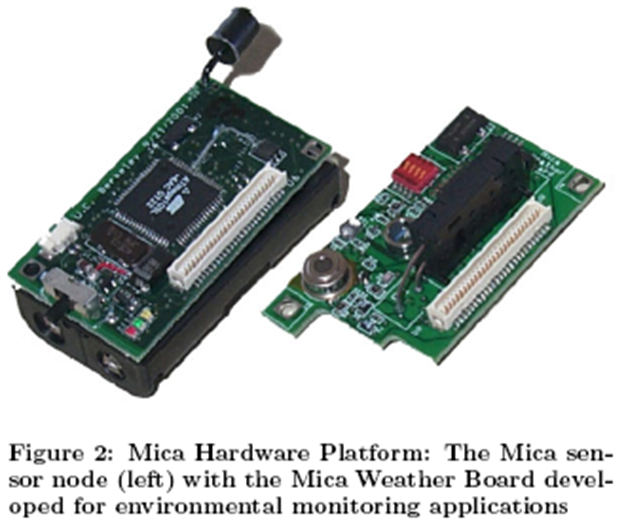 U.C. Berkeley
Figure 2: Mica Hardware Platform: The Mica sen-
sor node (left) with the Mica Weather Board devel-
oped for environmental monitoring applications